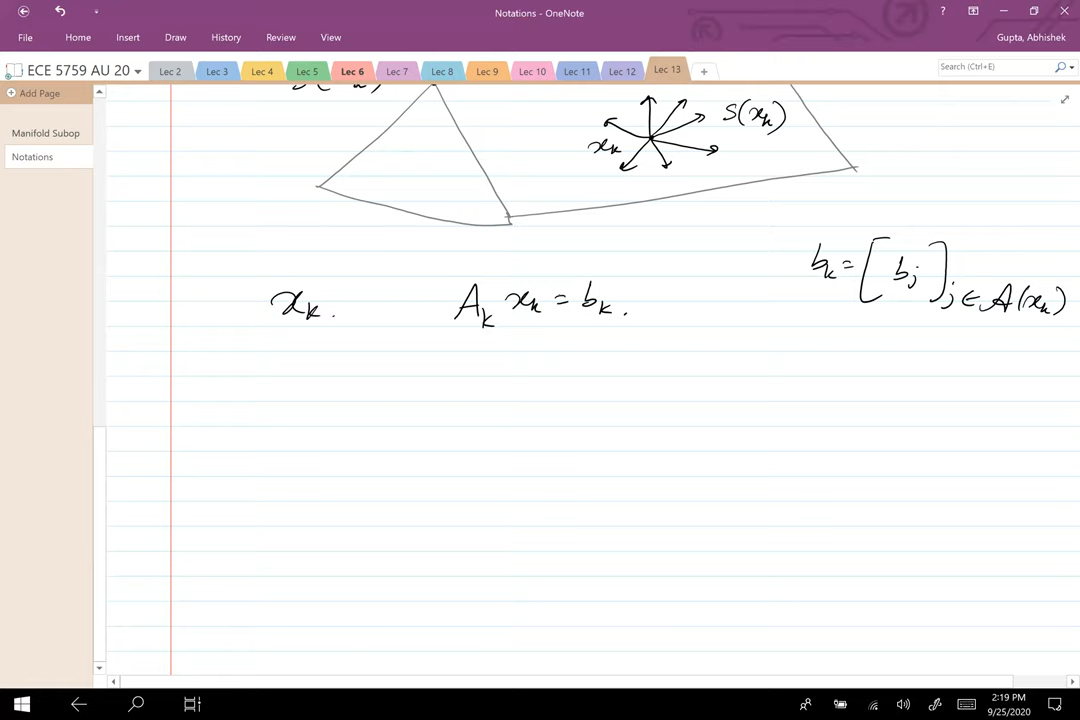 Notations - OneNote
Gupta, Abhishek
File Home Insert Draw History Review View
ECE 5759 AU 20
Lec 2 Lec 3 Lec 4 Lec 5 Lec 6 Lec 7 Lec 8 Lec 9 Lec 10 Lec 11 Lec 12 Lec 13
Search (Ctrl+E)
Add Page
Manifold Subop
Notations
S(x_k)
x_k
b_k = [b_j]_{j ∈ A(x_k)}
x_k. A_k x_k = b_k.
2:19 PM
9/25/2020